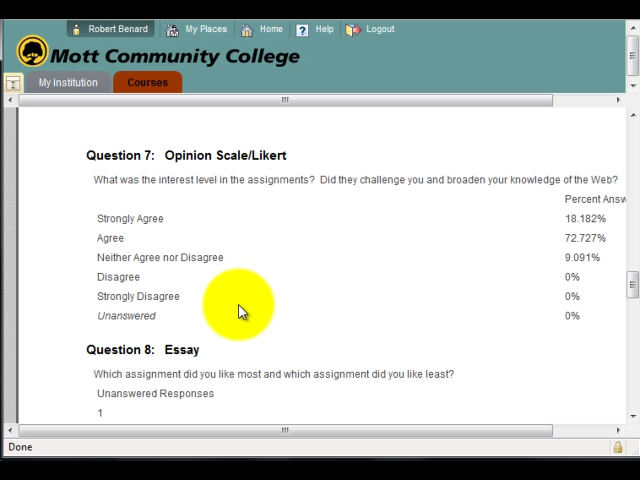 Robert Benard My Places Home Help Logout
Mott Community College
My Institution Courses
Question 7: Opinion Scale/Likert
What was the interest level in the assignments? Did they challenge you and broaden your knowledge of the Web?
Percent Answ
Strongly Agree 18.182%
Agree 72.727%
Neither Agree nor Disagree 9.091%
Disagree 0%
Strongly Disagree 0%
Unanswered 0%
Question 8: Essay
Which assignment did you like most and which assignment did you like least?
Unanswered Responses
1
Done